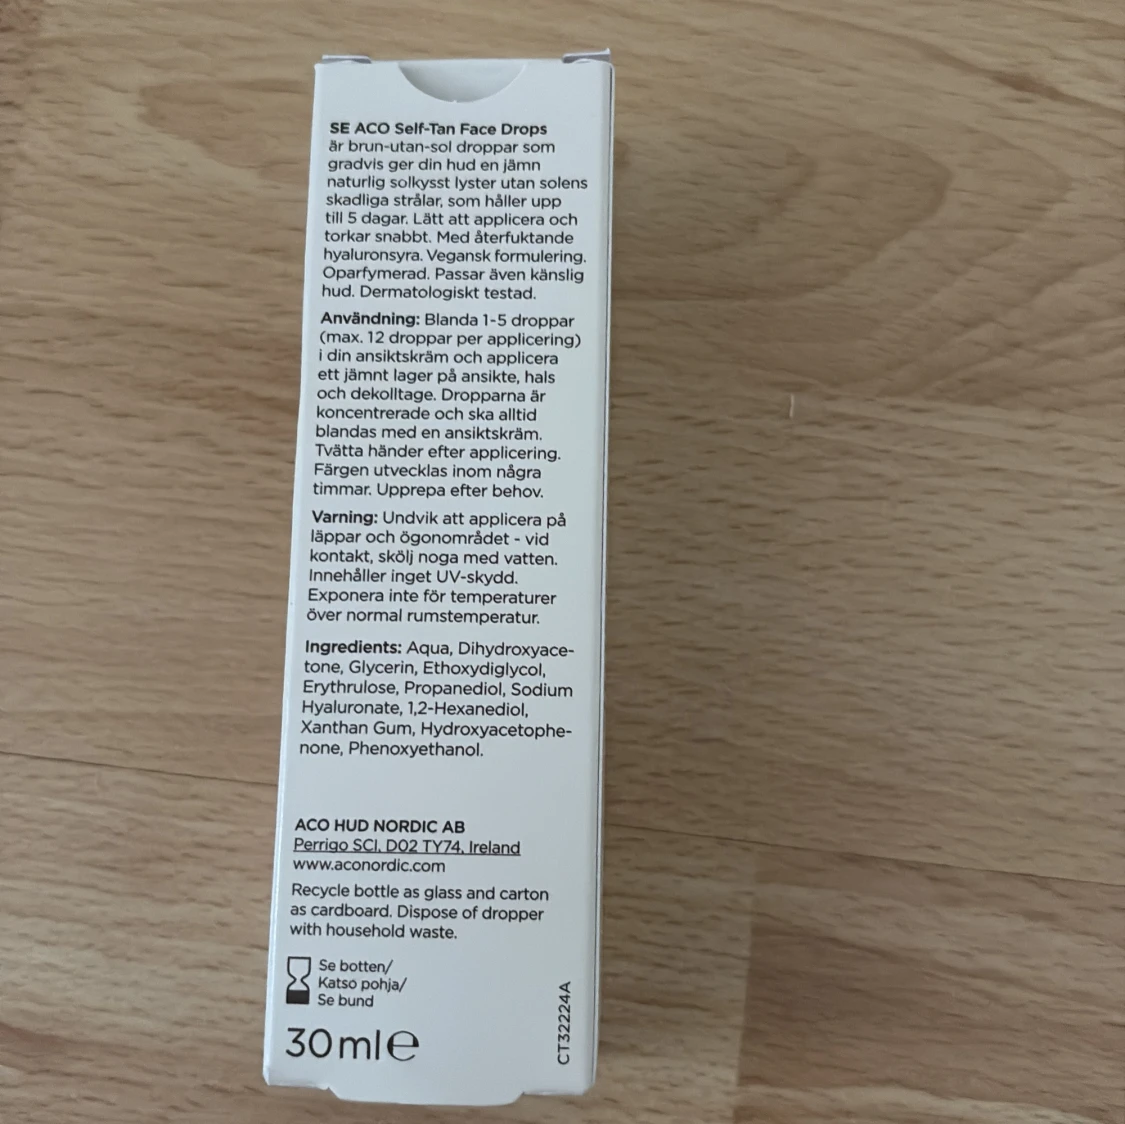 SE ACO Self-Tan Face Drops
är brun-utan-sol droppar som
gradvis ger din hud en jämn
naturlig solkysst lyster utan solens
skadliga strålar, som håller upp
till 5 dagar. Lätt att applicera och
torkar snabbt. Med återfuktande
hyaluronsyra. Vegansk formulering.
Oparfymerad. Passar även känslig
hud. Dermatologiskt testad.
Användning: Blanda 1-5 droppar
(max. 12 droppar per applicering)
i din ansiktskräm och applicera
ett jämnt lager på ansikte, hals
och dekolltage. Dropparna är
koncentrerade och ska alltid
blandas med en ansiktskräm.
Tvätta händer efter applicering.
Färgen utvecklas inom några
timmar. Upprepa efter behov.
Varning: Undvik att applicera på
läppar och ögonområdet - vid
kontakt, skölj noga med vatten.
Innehåller inget UV-skydd.
Exponera inte för temperaturer
över normal rumstemperatur.
Ingredients: Aqua, Dihydroxyace-
tone, Glycerin, Ethoxydiglycol,
Erythrulose, Propanediol, Sodium
Hyaluronate, 1,2-Hexanediol,
Xanthan Gum, Hydroxyacetophe-
none, Phenoxyethanol.
ACO HUD NORDIC AB
Perrigo SCI, D02 TY74, Ireland
www.aconordic.com
Recycle bottle as glass and carton
as cardboard. Dispose of dropper
with household waste.
Se botten/
Katso pohja/
Se bund
30 ml e
CT32224A